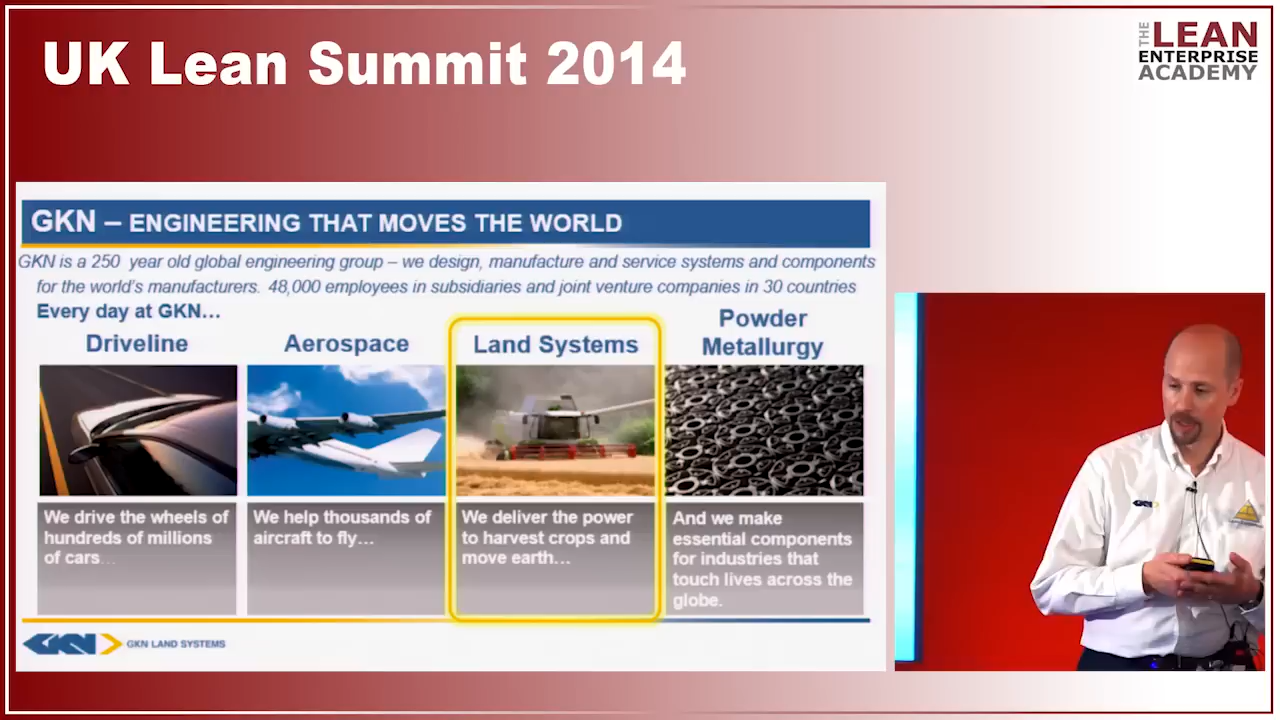 UK Lean Summit 2014
THE LEAN
ENTERPRISE
ACADEMY
GKN – ENGINEERING THAT MOVES THE WORLD
GKN is a 250 year old global engineering group – we design, manufacture and service systems and components
for the world's manufacturers. 48,000 employees in subsidiaries and joint venture companies in 30 countries
Every day at GKN…
Driveline
Aerospace
Land Systems
Powder
Metallurgy
We drive the wheels of
hundreds of millions
of cars…
We help thousands of
aircraft to fly…
We deliver the power
to harvest crops and
move earth…
And we make
essential components
for industries that
touch lives across the
globe.
GKN GKN LAND SYSTEMS
GKN